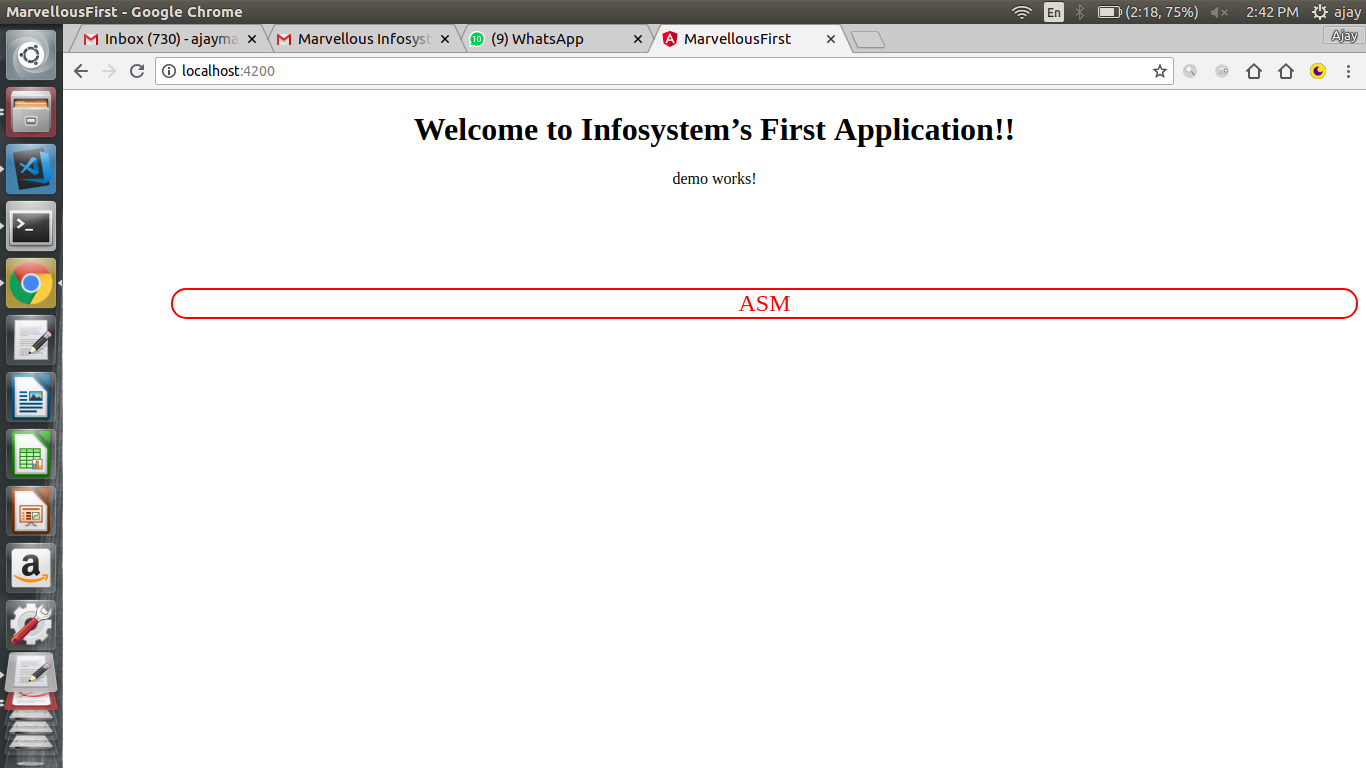 MarvellousFirst - Google Chrome
En
(2:18, 75%)
2:42 PM
ajay
Inbox (730) - ajayma
Marvellous Infosyst
10
(9) WhatsApp
MarvellousFirst
Ajay
localhost:4200
Welcome to Infosystem’s First Application!!
demo works!
ASM
>_
a